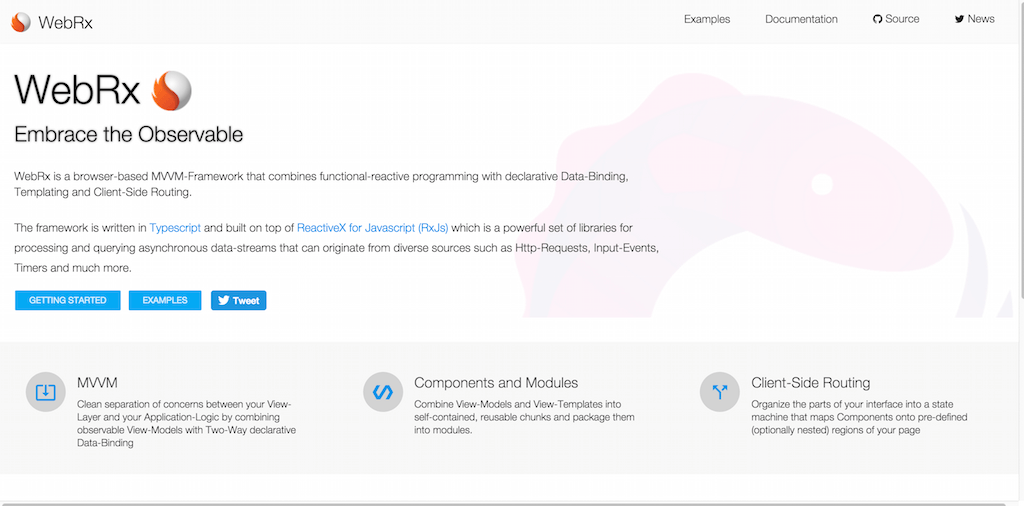 WebRx
Examples
Documentation
Source
News
WebRx
Embrace the Observable
WebRx is a browser-based MVVM-Framework that combines functional-reactive programming with declarative Data-Binding,
Templating and Client-Side Routing.
The framework is written in Typescript and built on top of ReactiveX for Javascript (RxJs) which is a powerful set of libraries for
processing and querying asynchronous data-streams that can originate from diverse sources such as Http-Requests, Input-Events,
Timers and much more.
GETTING STARTED
EXAMPLES
Tweet
MVVM
Clean separation of concerns between your View-
Layer and your Application-Logic by combining
observable View-Models with Two-Way declarative
Data-Binding
Components and Modules
Combine View-Models and View-Templates into
self-contained, reusable chunks and package them
into modules.
Client-Side Routing
Organize the parts of your interface into a state
machine that maps Components onto pre-defined
(optionally nested) regions of your page